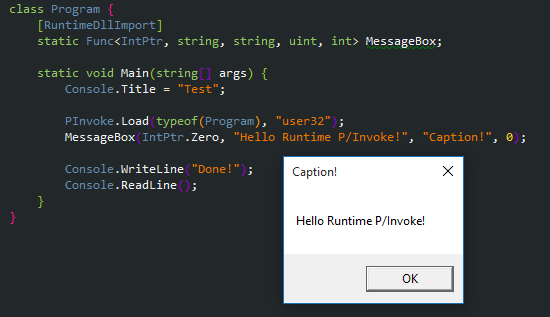 class Program {
[RuntimeDllImport]
static Func<IntPtr, string, string, uint, int> MessageBox;
static void Main(string[] args) {
Console.Title = "Test";
PInvoke.Load(typeof(Program), "user32");
MessageBox(IntPtr.Zero, "Hello Runtime P/Invoke!", "Caption!", 0);
Console.WriteLine("Done!");
Console.ReadLine();
}
}
Caption!
Hello Runtime P/Invoke!
OK